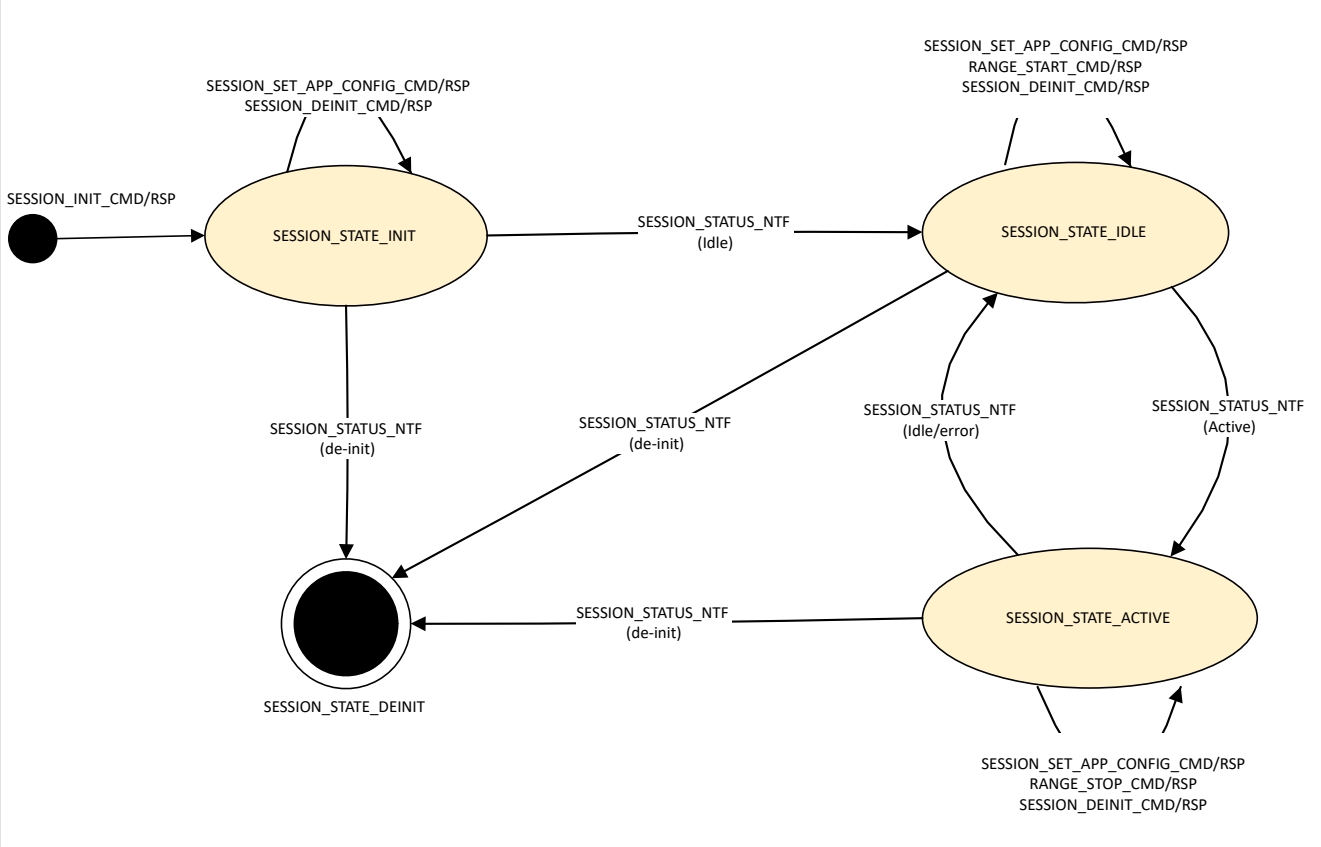 SESSION_SET_APP_CONFIG_CMD/RSP
RANGE_START_CMD/RSP
SESSION_DEINIT_CMD/RSP
SESSION_SET_APP_CONFIG_CMD/RSP
SESSION_DEINIT_CMD/RSP
SESSION_INIT_CMD/RSP
SESSION_STATE_INIT
SESSION_STATUS_NTF
(Idle)
SESSION_STATE_IDLE
SESSION_STATUS_NTF
(de-init)
SESSION_STATUS_NTF
(de-init)
SESSION_STATUS_NTF
(Idle/error)
SESSION_STATUS_NTF
(Active)
SESSION_STATUS_NTF
(de-init)
SESSION_STATE_ACTIVE
SESSION_STATE_DEINIT
SESSION_SET_APP_CONFIG_CMD/RSP
RANGE_STOP_CMD/RSP
SESSION_DEINIT_CMD/RSP